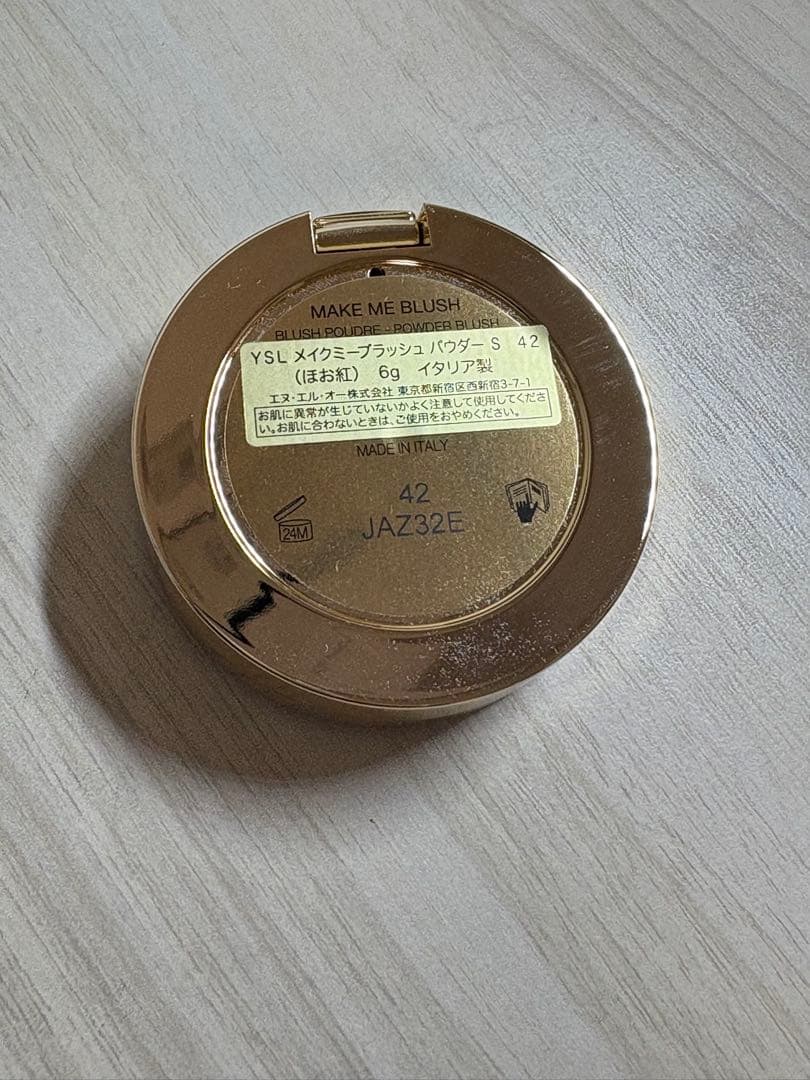 MAKE ME BLUSH
BLUSH POUDRE - POWDER BLUSH
YSL メイクミーブラッシュ パウダー S 42
(ほお紅) 6g イタリア製
エヌ・エル・オー株式会社 東京都新宿区西新宿3-7-1
お肌に異常が生じていないかよく注意して使用してくださ
い。お肌に合わないときは、ご使用をおやめください。
MADE IN ITALY
42
24M
JAZ32E